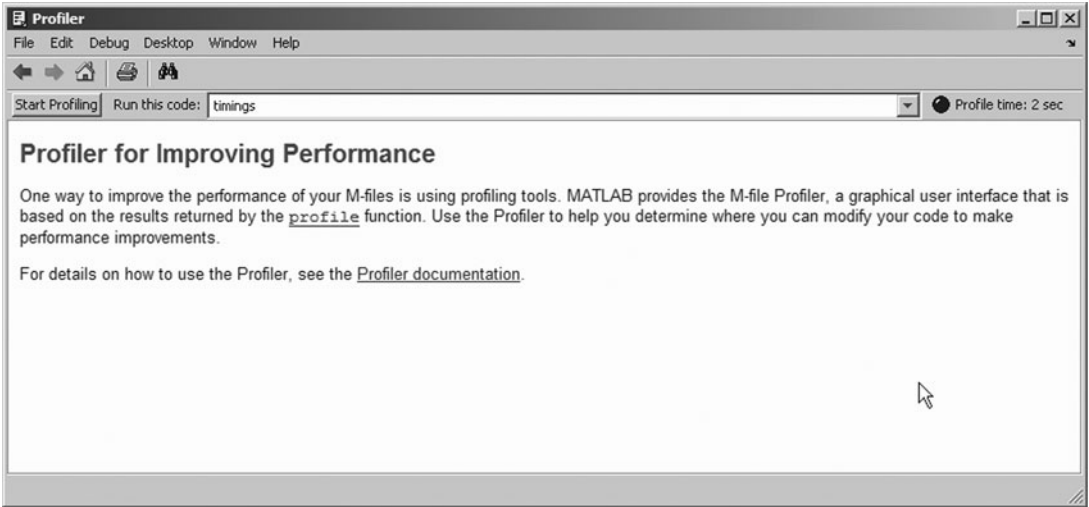 Profiler
File Edit Debug Desktop Window Help
Start Profiling Run this code: timings Profile time: 2 sec
Profiler for Improving Performance
One way to improve the performance of your M-files is using profiling tools. MATLAB provides the M-file Profiler, a graphical user interface that is
based on the results returned by the profile function. Use the Profiler to help you determine where you can modify your code to make
performance improvements.
For details on how to use the Profiler, see the Profiler documentation.